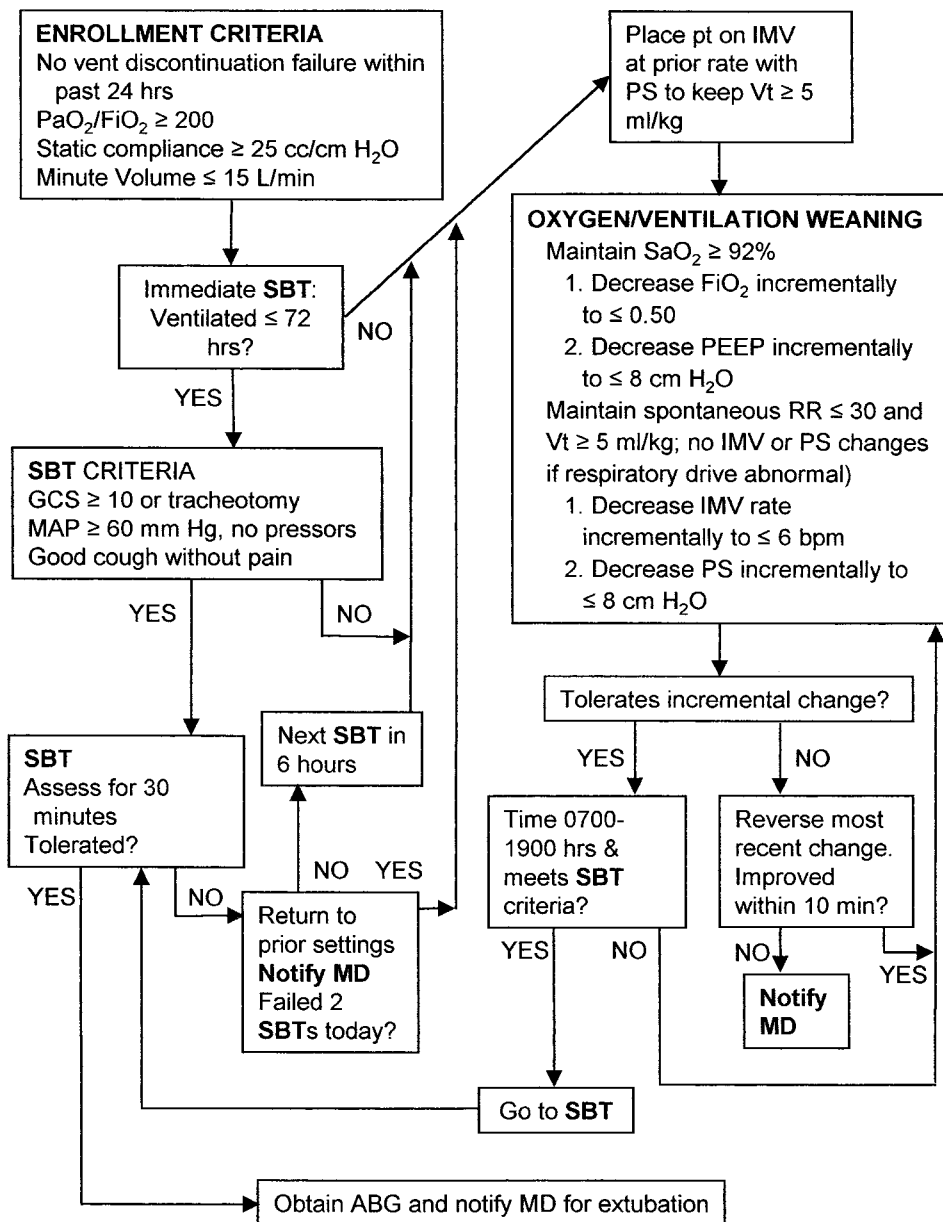 ENROLLMENT CRITERIA
No vent discontinuation failure within
past 24 hrs
PaO₂/FiO₂ ≥ 200
Static compliance ≥ 25 cc/cm H₂O
Minute Volume ≤ 15 L/min
Immediate SBT:
Ventilated ≤ 72
hrs?
NO
YES
SBT CRITERIA
GCS ≥ 10 or tracheotomy
MAP ≥ 60 mm Hg, no pressors
Good cough without pain
YES
NO
Next SBT in
6 hours
SBT
Assess for 30
minutes
Tolerated?
YES
NO
NO
YES
Return to
prior settings
Notify MD
Failed 2
SBTs today?
Place pt on IMV
at prior rate with
PS to keep Vt ≥ 5
ml/kg
OXYGEN/VENTILATION WEANING
Maintain SaO₂ ≥ 92%
1. Decrease FiO₂ incrementally
to ≤ 0.50
2. Decrease PEEP incrementally
to ≤ 8 cm H₂O
Maintain spontaneous RR ≤ 30 and
Vt ≥ 5 ml/kg; no IMV or PS changes
if respiratory drive abnormal)
1. Decrease IMV rate
incrementally to ≤ 6 bpm
2. Decrease PS incrementally to
≤ 8 cm H₂O
Tolerates incremental change?
YES
NO
Time 0700-
1900 hrs &
meets SBT
criteria?
YES
NO
Reverse most
recent change.
Improved
within 10 min?
NO
YES
Notify
MD
Go to SBT
Obtain ABG and notify MD for extubation